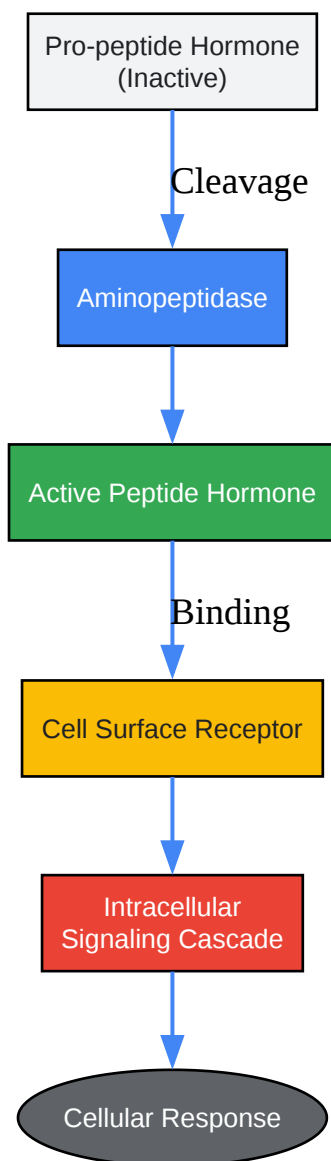 Pro-peptide Hormone
(Inactive)
Cleavage
Aminopeptidase
Active Peptide Hormone
Binding
Cell Surface Receptor
Intracellular
Signaling Cascade
Cellular Response